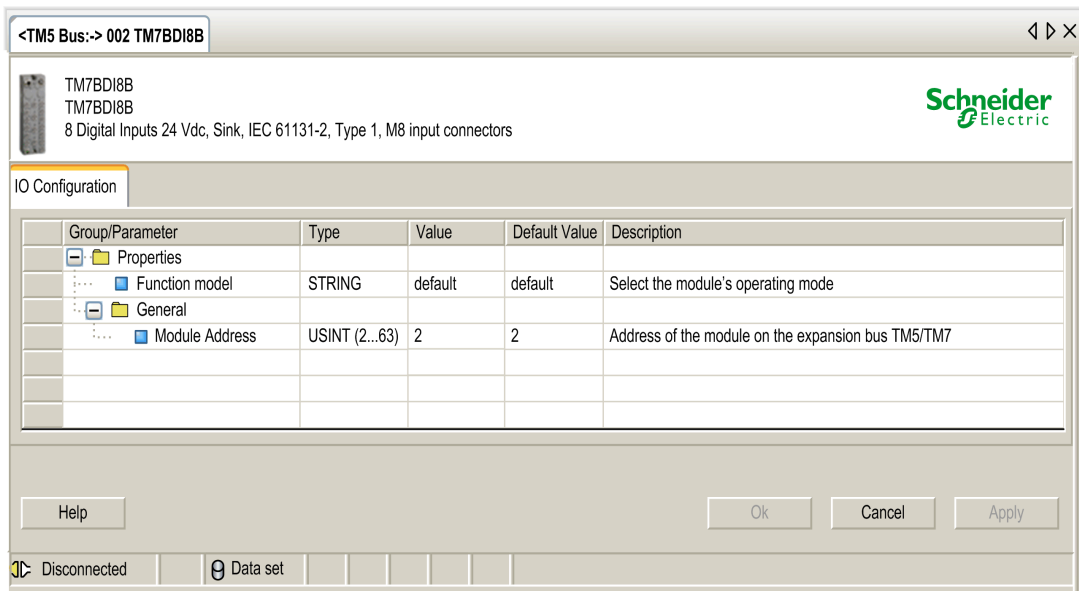 <TM5 Bus:-> 002 TM7BDI8B
TM7BDI8B
TM7BDI8B
8 Digital Inputs 24 Vdc, Sink, IEC 61131-2, Type 1, M8 input connectors
Schneider
Electric
IO Configuration
Group/Parameter Type Value Default Value Description
Properties
Function model STRING default default Select the module's operating mode
General
Module Address USINT (2...63) 2 2 Address of the module on the expansion bus TM5/TM7
Help Ok Cancel Apply
Disconnected Data set